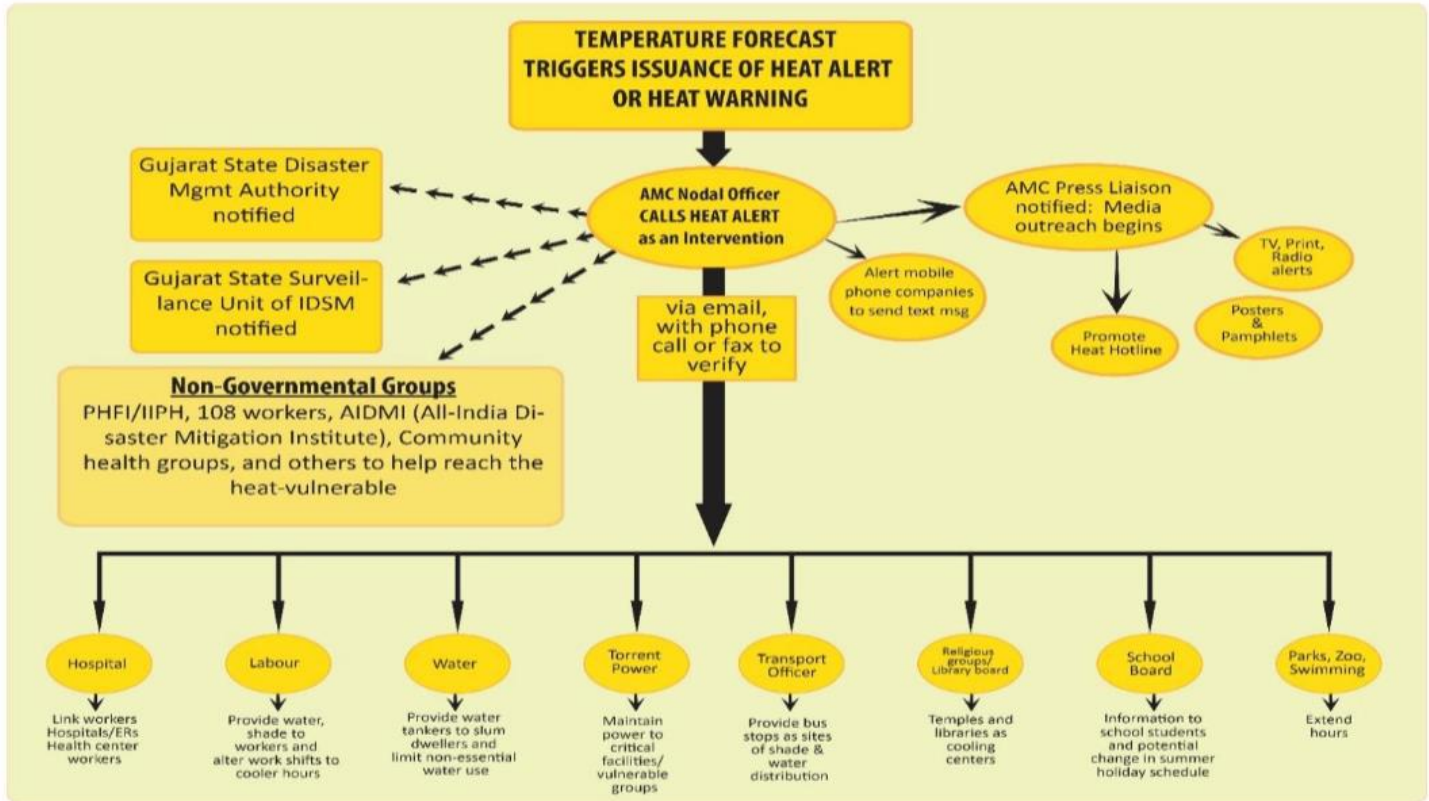 TEMPERATURE FORECAST
TRIGGERS ISSUANCE OF HEAT ALERT
OR HEAT WARNING
Gujarat State Disaster
Mgmt Authority
notified
AMC Nodal Officer
CALLS HEAT ALERT
as an Intervention
AMC Press Liaison
notified: Media
outreach begins
TV, Print,
Radio
alerts
Gujarat State Surveil-
lance Unit of IDSM
notified
Alert mobile
phone companies
to send text msg
via email,
with phone
call or fax to
verify
Posters
&
Pamphlets
Promote
Heat Hotline
Non-Governmental Groups
PHFI/IIPH, 108 workers, AIDMI (All-India Di-
saster Mitigation Institute), Community
health groups, and others to help reach the
heat-vulnerable
Hospital
Link workers
Hospitals/ERs
Health center
workers
Labour
Provide water,
shade to
workers and
alter work shifts to
cooler hours
Water
Provide water
tankers to slum
dwellers and
limit non-essential
water use
Torrent
Power
Maintain
power to
critical
facilities/
vulnerable
groups
Transport
Officer
Provide bus
stops as sites
of shade &
water
distribution
Religious
groups/
Library board
Temples and
libraries as
cooling
centers
School
Board
Information to
school students
and potential
change in summer
holiday schedule
Parks, Zoo,
Swimming
Extend
hours